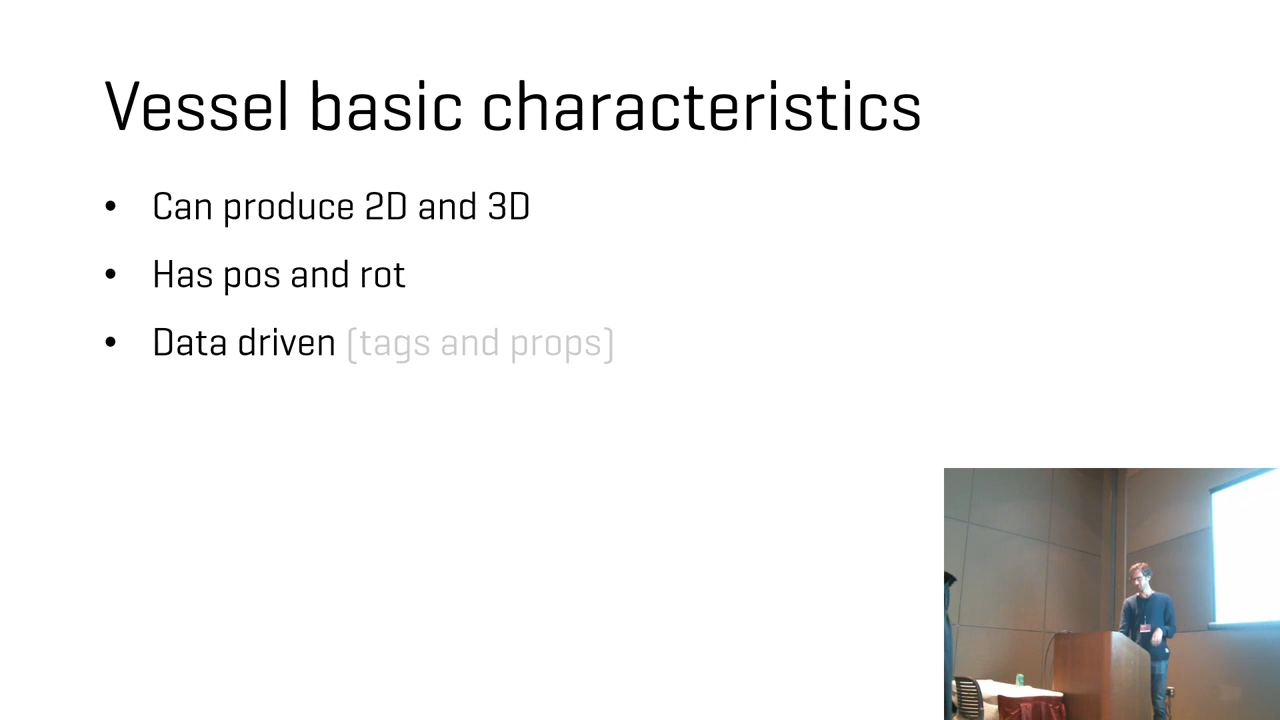 Vessel basic characteristics
• Can produce 2D and 3D
• Has pos and rot
• Data driven (tags and props)